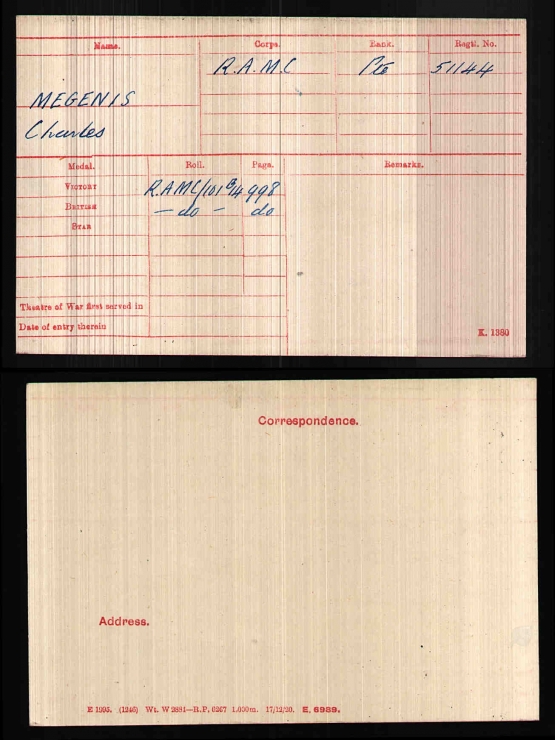 Name. Corps. Rank. Regtl. No.
R.A.M.C Pte 51144
MEGENIS
Charles
Medal. Roll. Page. Remarks.
VICTORY R.A.M.C/101 B14 998
BRITISH — do — do
STAR
Theatre of War first served in
Date of entry therein
K. 1380
Correspondence.
Address.
E 1995. (1246) Wt. W 2881—R.P. 6267 1,000m. 17/12/20. E. 6989.